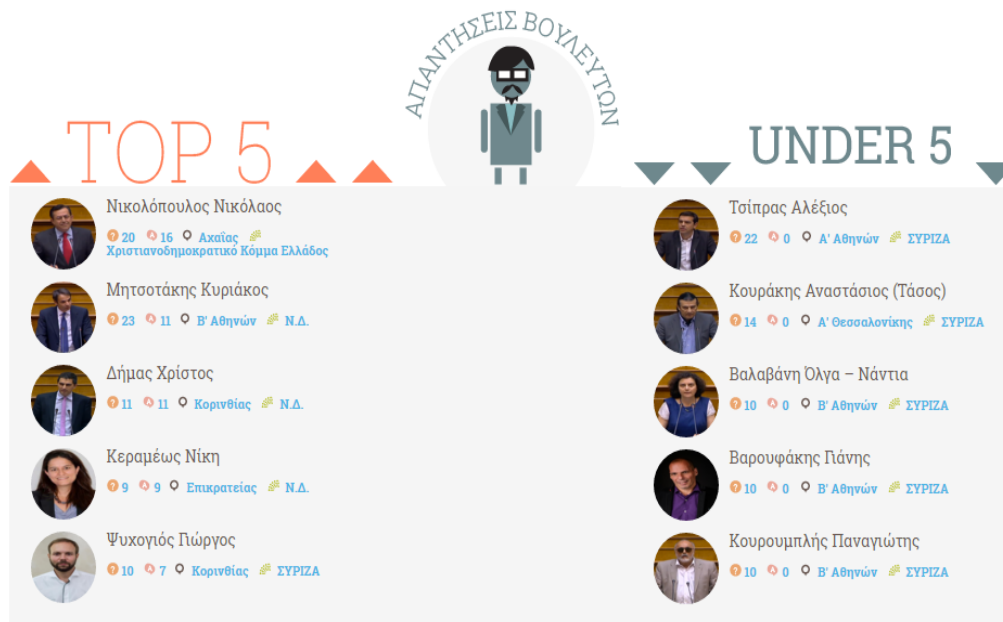 ΑΠΑΝΤΗΣΕΙΣ ΒΟΥΛΕΥΤΩΝ
TOP 5
Νικολόπουλος Νικόλαος
? 20 A 16 Αχαΐας
Χριστιανοδημοκρατικό Κόμμα Ελλάδος
Μητσοτάκης Κυριάκος
? 23 A 11 Β' Αθηνών Ν.Δ.
Δήμας Χρίστος
? 11 A 11 Κορινθίας Ν.Δ.
Κεραμέως Νίκη
? 9 A 9 Επικρατείας Ν.Δ.
Ψυχογιός Γιώργος
? 10 A 7 Κορινθίας ΣΥΡΙΖΑ
UNDER 5
Τσίπρας Αλέξιος
? 22 A 0 Α' Αθηνών ΣΥΡΙΖΑ
Κουράκης Αναστάσιος (Τάσος)
? 14 A 0 Α' Θεσσαλονίκης ΣΥΡΙΖΑ
Βαλαβάνη Όλγα – Νάντια
? 10 A 0 Β' Αθηνών ΣΥΡΙΖΑ
Βαρουφάκης Γιάνης
? 10 A 0 Β' Αθηνών ΣΥΡΙΖΑ
Κουρουμπλής Παναγιώτης
? 10 A 0 Β' Αθηνών ΣΥΡΙΖΑ